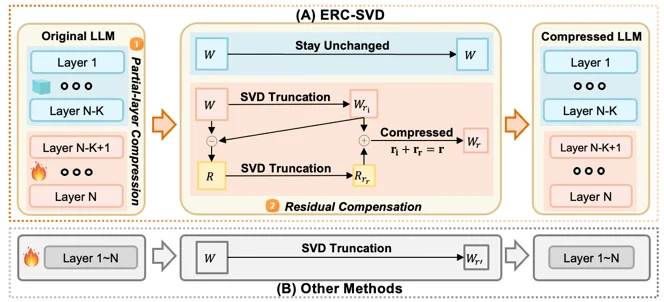 (A) ERC-SVD
Original LLM
1
Partial-layer Compression
Layer 1
Layer N-K
Layer N-K+1
Layer N
W
Stay Unchanged
W
W
SVD Truncation
W_{r_i}
−
+
Compressed
r_i + r_r = r
W_r
R
SVD Truncation
R_{r_r}
2
Residual Compensation
Compressed LLM
Layer 1
Layer N-K
Layer N-K+1
Layer N
Layer 1~N
W
SVD Truncation
W_{r'}
Layer 1~N
(B) Other Methods